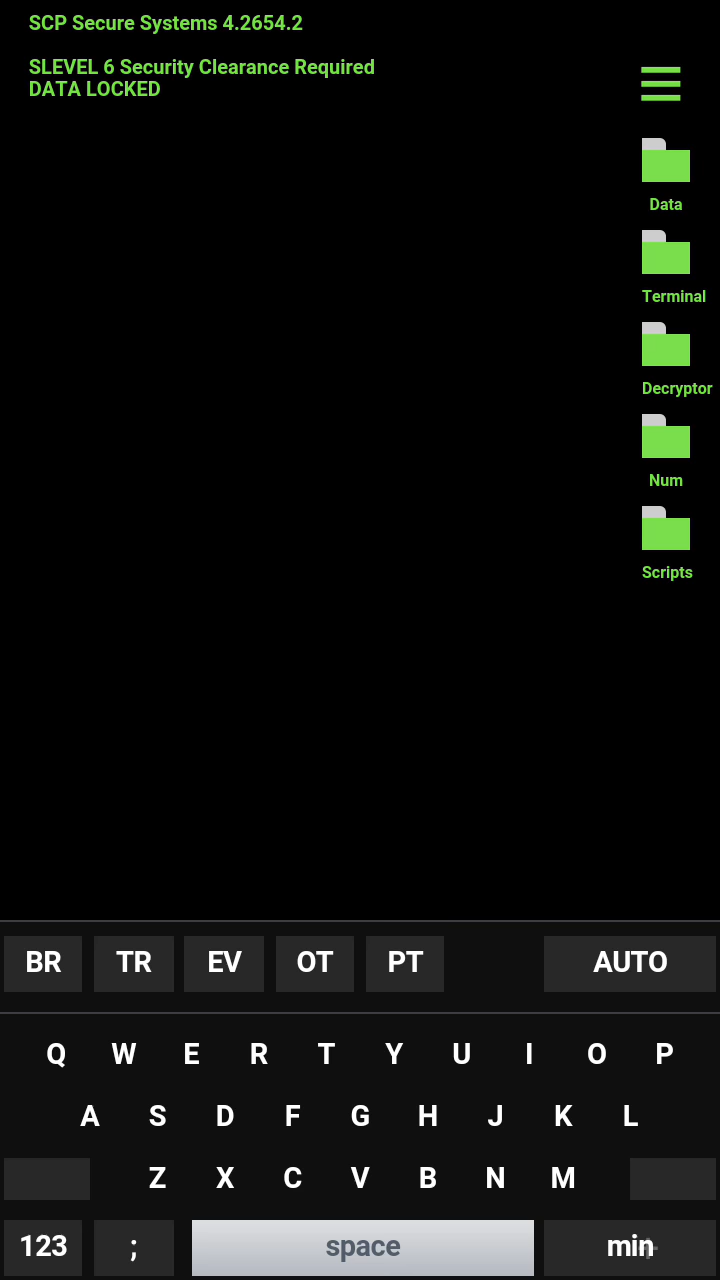 SCP Secure Systems 4.2654.2
SLEVEL 6 Security Clearance Required
DATA LOCKED
Data
Terminal
Decryptor
Num
Scripts
BR TR EV OT PT AUTO
Q W E R T Y U I O P
A S D F G H J K L
Z X C V B N M
123 ; space min